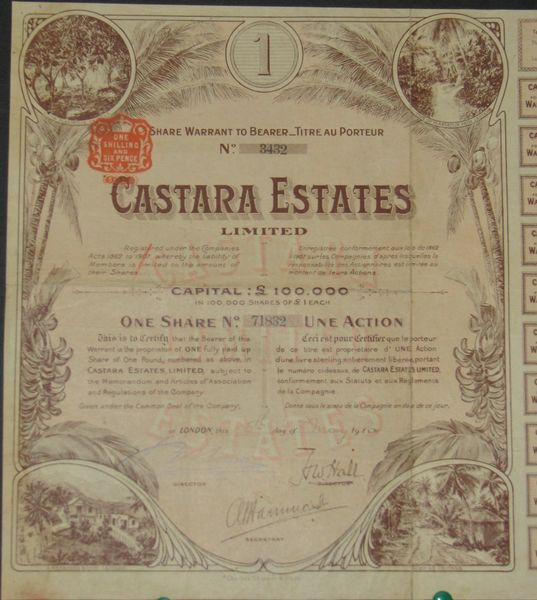 1
SHARE WARRANT TO BEARER_TITRE AU PORTEUR
Nº 3432
ONE
SHILLING
AND
SIX PENCE
CASTARA ESTATES
LIMITED
Registered under the Companies
Acts 1862 to 1907, whereby the liability of
Members is limited to the amount of
their Shares.
Enregistrée conformément aux lois de 1862
à 1907 sur les Compagnies d'après lesquelles la
responsabilité des Actionnaires est limitée au
montant de leurs Actions.
CAPITAL: £ 100.000
IN 100.000 SHARES OF £1 EACH
ONE SHARE Nº 71832 UNE ACTION
This is to Certify that the Bearer of this
Warrant is the proprietor of ONE fully paid up
Share of One Pound, numbered as above, in
CASTARA ESTATES, LIMITED, subject to
the Memorandum and Articles of Association
and Regulations of the Company.
Given under the Common Seal of the Company,
Ceci est pour Certifier que le porteur
de ce titre est propriétaire d'UNE Action
d'une livre sterling entièrement libérée, portant
le numéro ci-dessus, de CASTARA ESTATES, LIMITED,
conformément aux Statuts et aux Règlements
de la Compagnie.
Donné sous le sceau de la Compagnie en date de ce jour,
LONDON, this day of 191
DIRECTOR
DIRECTOR
SECRETARY